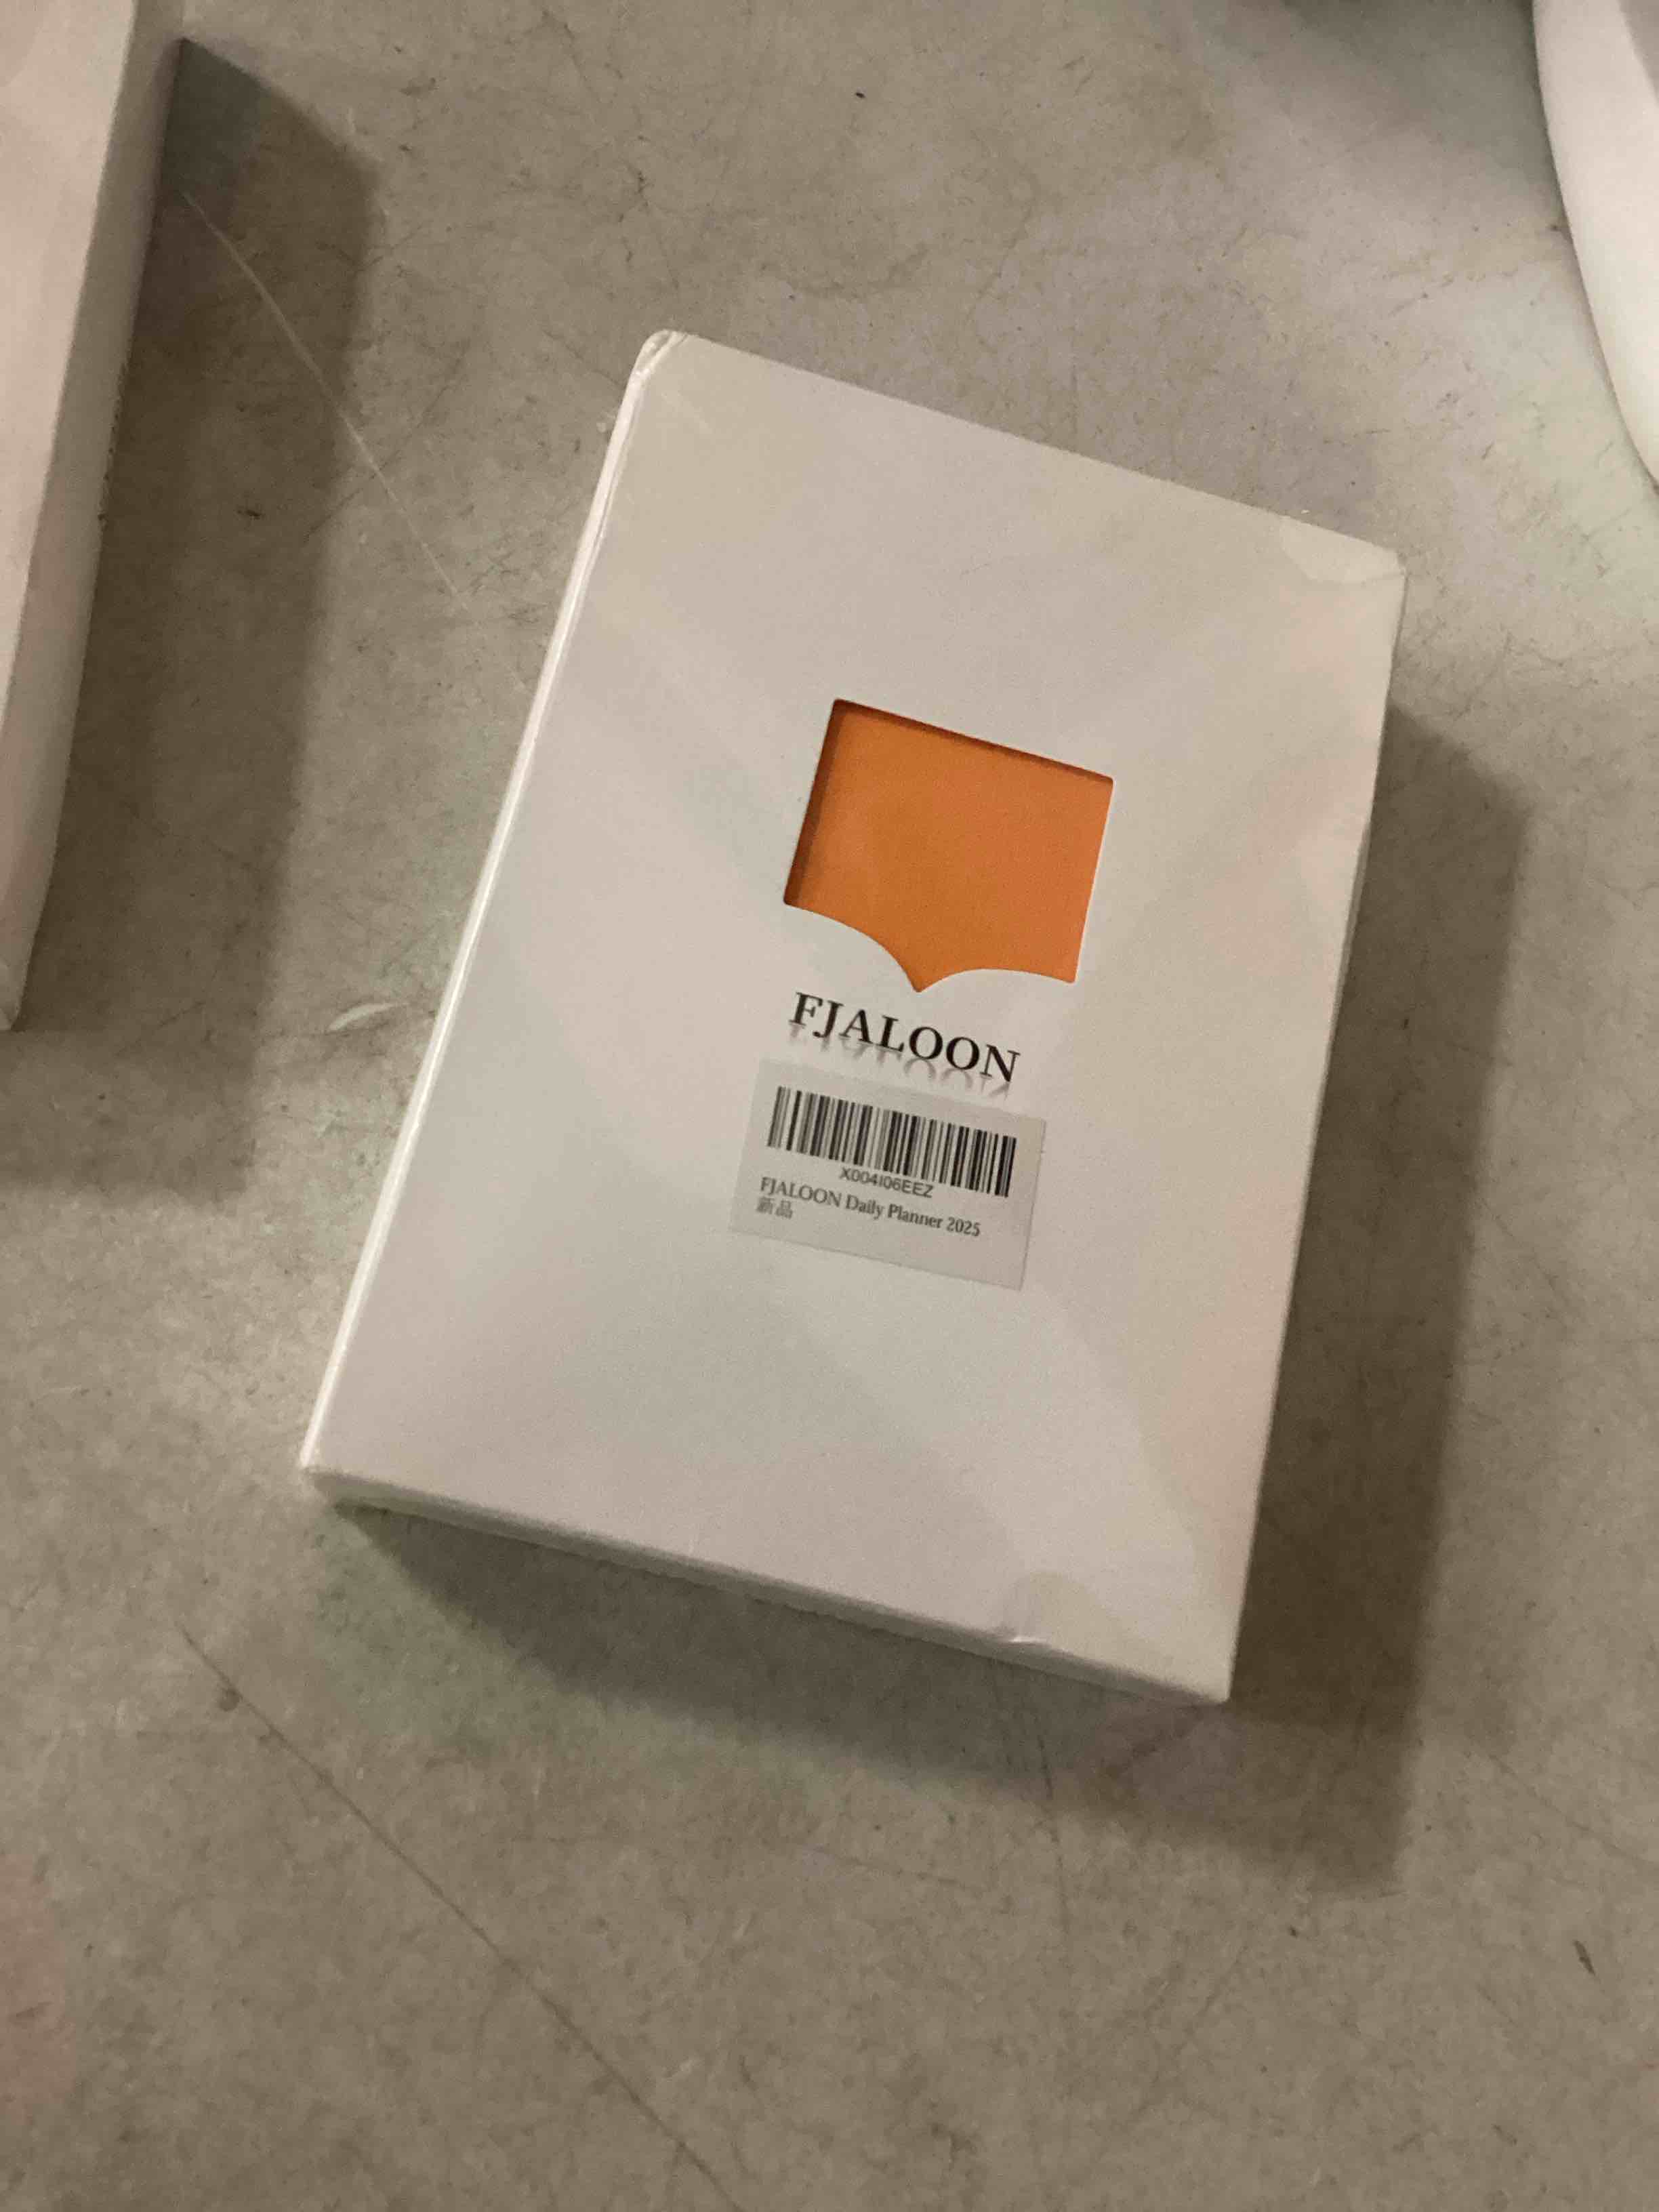 FJALOON
X004I06EEZ
FJALOON Daily Planner 2025
新品